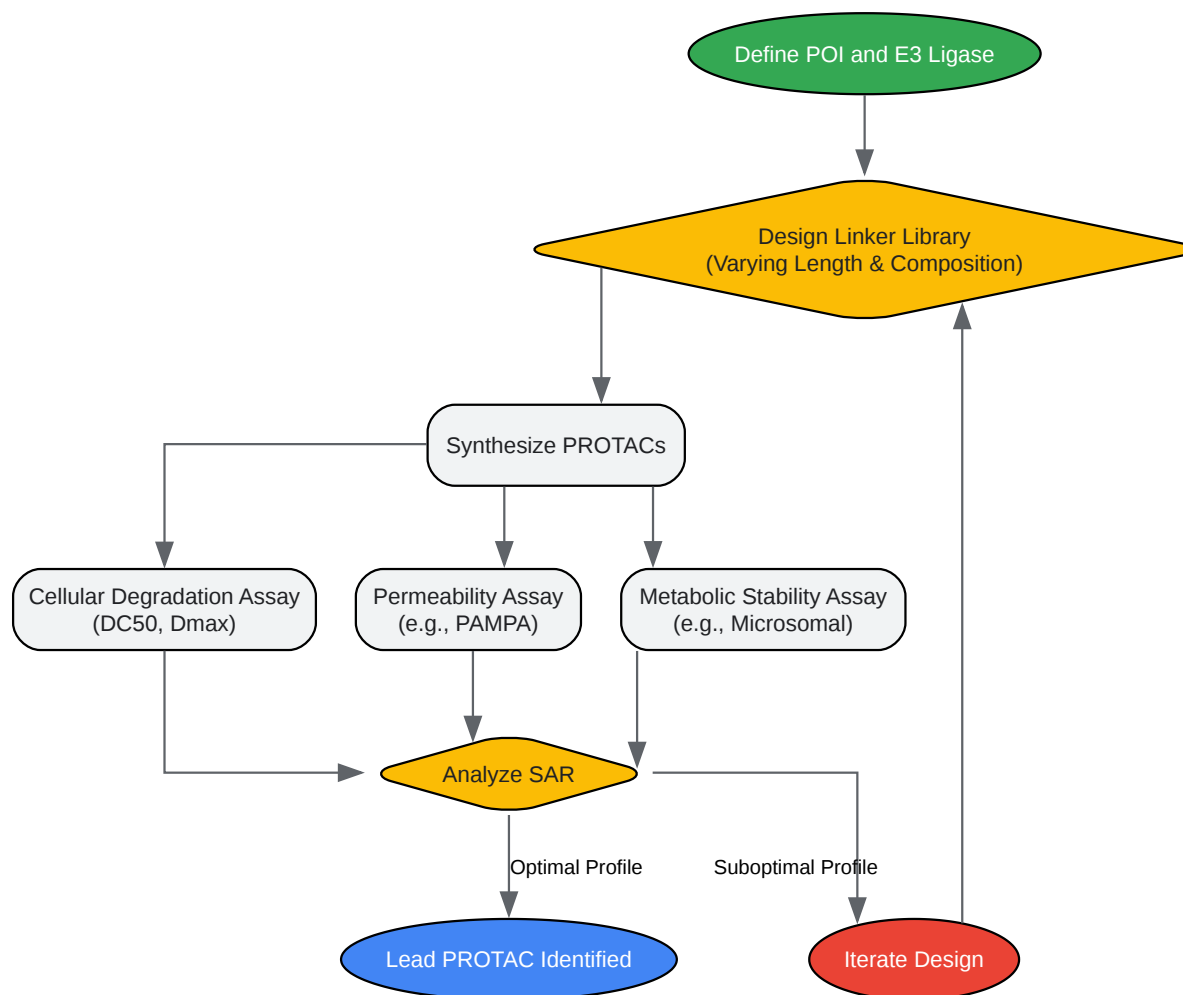 Define POI and E3 Ligase
Design Linker Library
(Varying Length & Composition)
Synthesize PROTACs
Cellular Degradation Assay
(DC50, Dmax)
Permeability Assay
(e.g., PAMPA)
Metabolic Stability Assay
(e.g., Microsomal)
Analyze SAR
Optimal Profile
Suboptimal Profile
Lead PROTAC Identified
Iterate Design